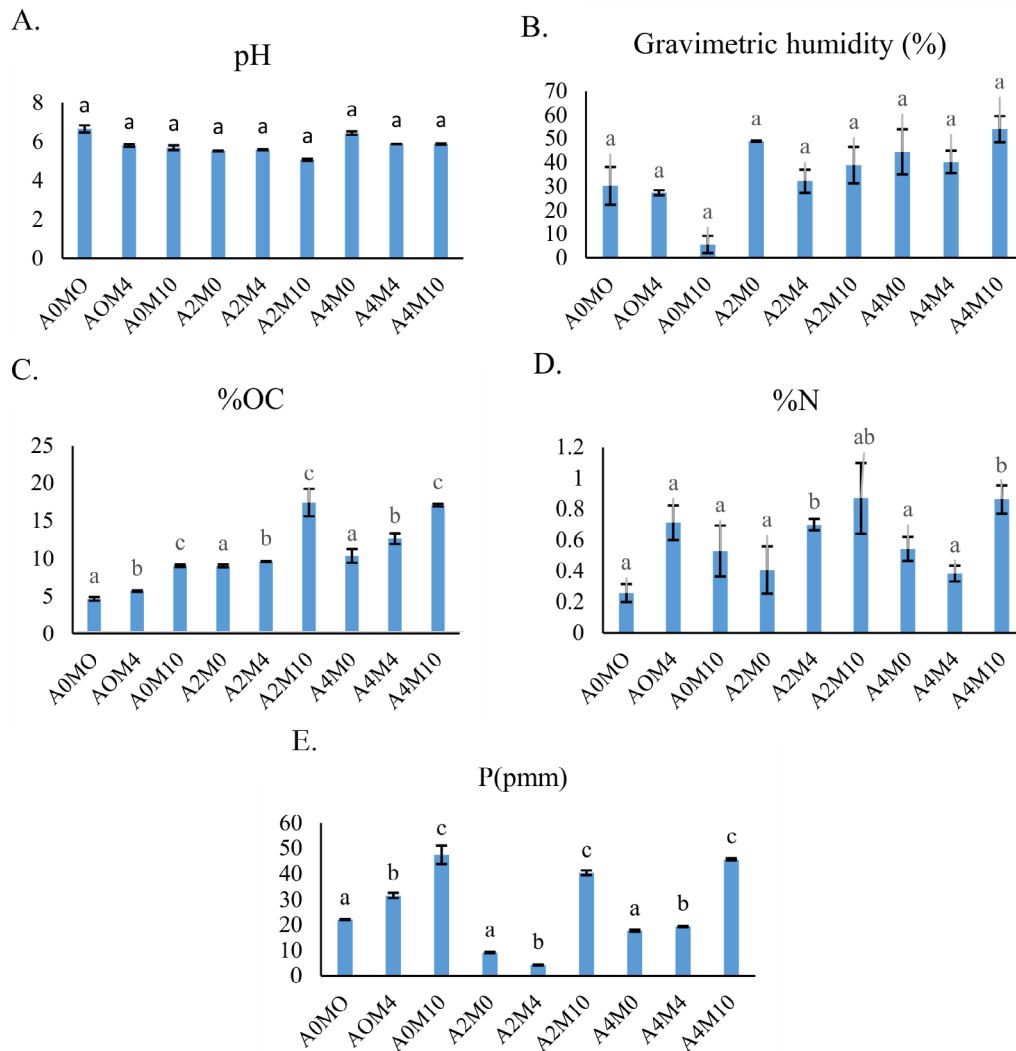 A.
pH
8
6
4
2
0
a a a a a a a a a
A0MO AOM4 A0M10 A2M0 A2M4 A2M10 A4M0 A4M4 A4M10
B.
Gravimetric humidity (%)
70
60
50
40
30
20
10
0
a a a a a a a a a
A0MO AOM4 A0M10 A2M0 A2M4 A2M10 A4M0 A4M4 A4M10
C.
%OC
25
20
15
10
5
0
a b c a b c a b c
A0MO AOM4 A0M10 A2M0 A2M4 A2M10 A4M0 A4M4 A4M10
D.
%N
1.2
1
0.8
0.6
0.4
0.2
0
a a a a b ab a a b
A0MO AOM4 A0M10 A2M0 A2M4 A2M10 A4M0 A4M4 A4M10
E.
P(pmm)
60
50
40
30
20
10
0
a b c a b c a b c
A0MO AOM4 A0M10 A2M0 A2M4 A2M10 A4M0 A4M4 A4M10